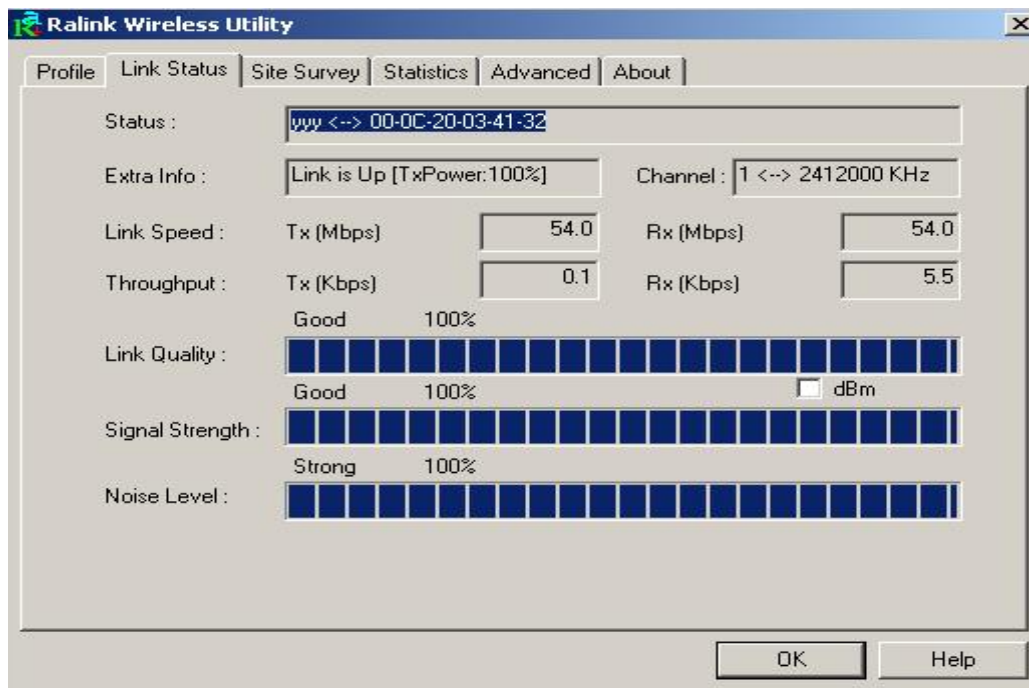 Ralink Wireless Utility
Profile Link Status Site Survey Statistics Advanced About
Status : yyy <--> 00-0C-20-03-41-32
Extra Info : Link is Up [TxPower:100%] Channel : 1 <--> 2412000 KHz
Link Speed : Tx (Mbps) 54.0 Rx (Mbps) 54.0
Throughput : Tx (Kbps) 0.1 Rx (Kbps) 5.5
Good 100%
Link Quality :
Good 100% dBm
Signal Strength :
Strong 100%
Noise Level :
OK Help